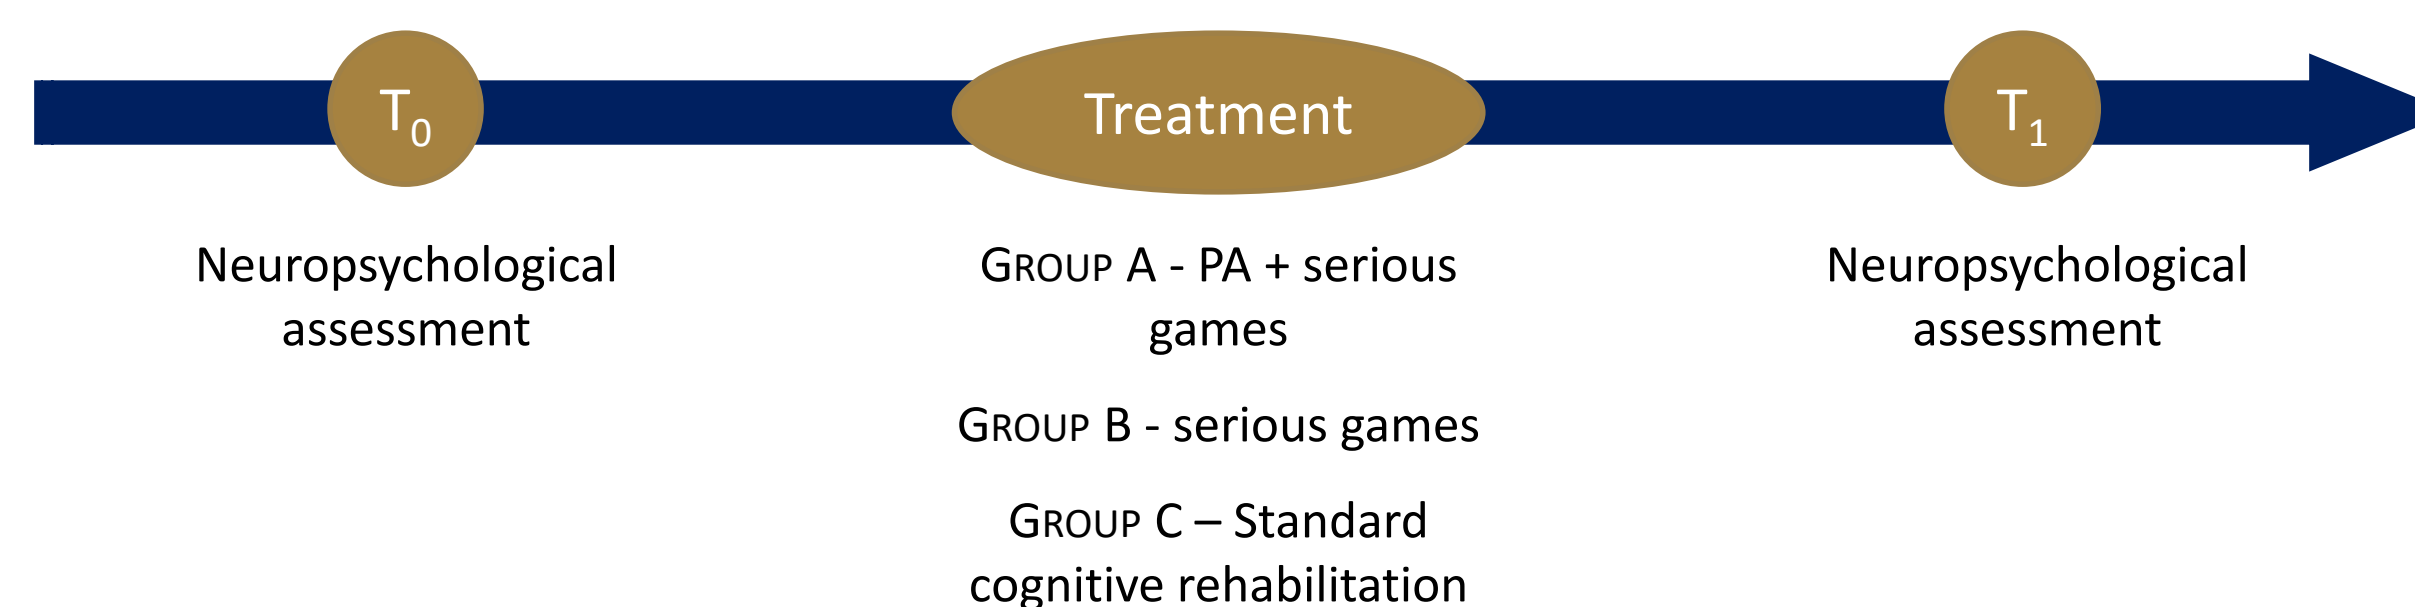 T0
Treatment
T1
Neuropsychological
assessment
GROUP A - PA + serious
games
GROUP B - serious games
GROUP C – Standard
cognitive rehabilitation
Neuropsychological
assessment